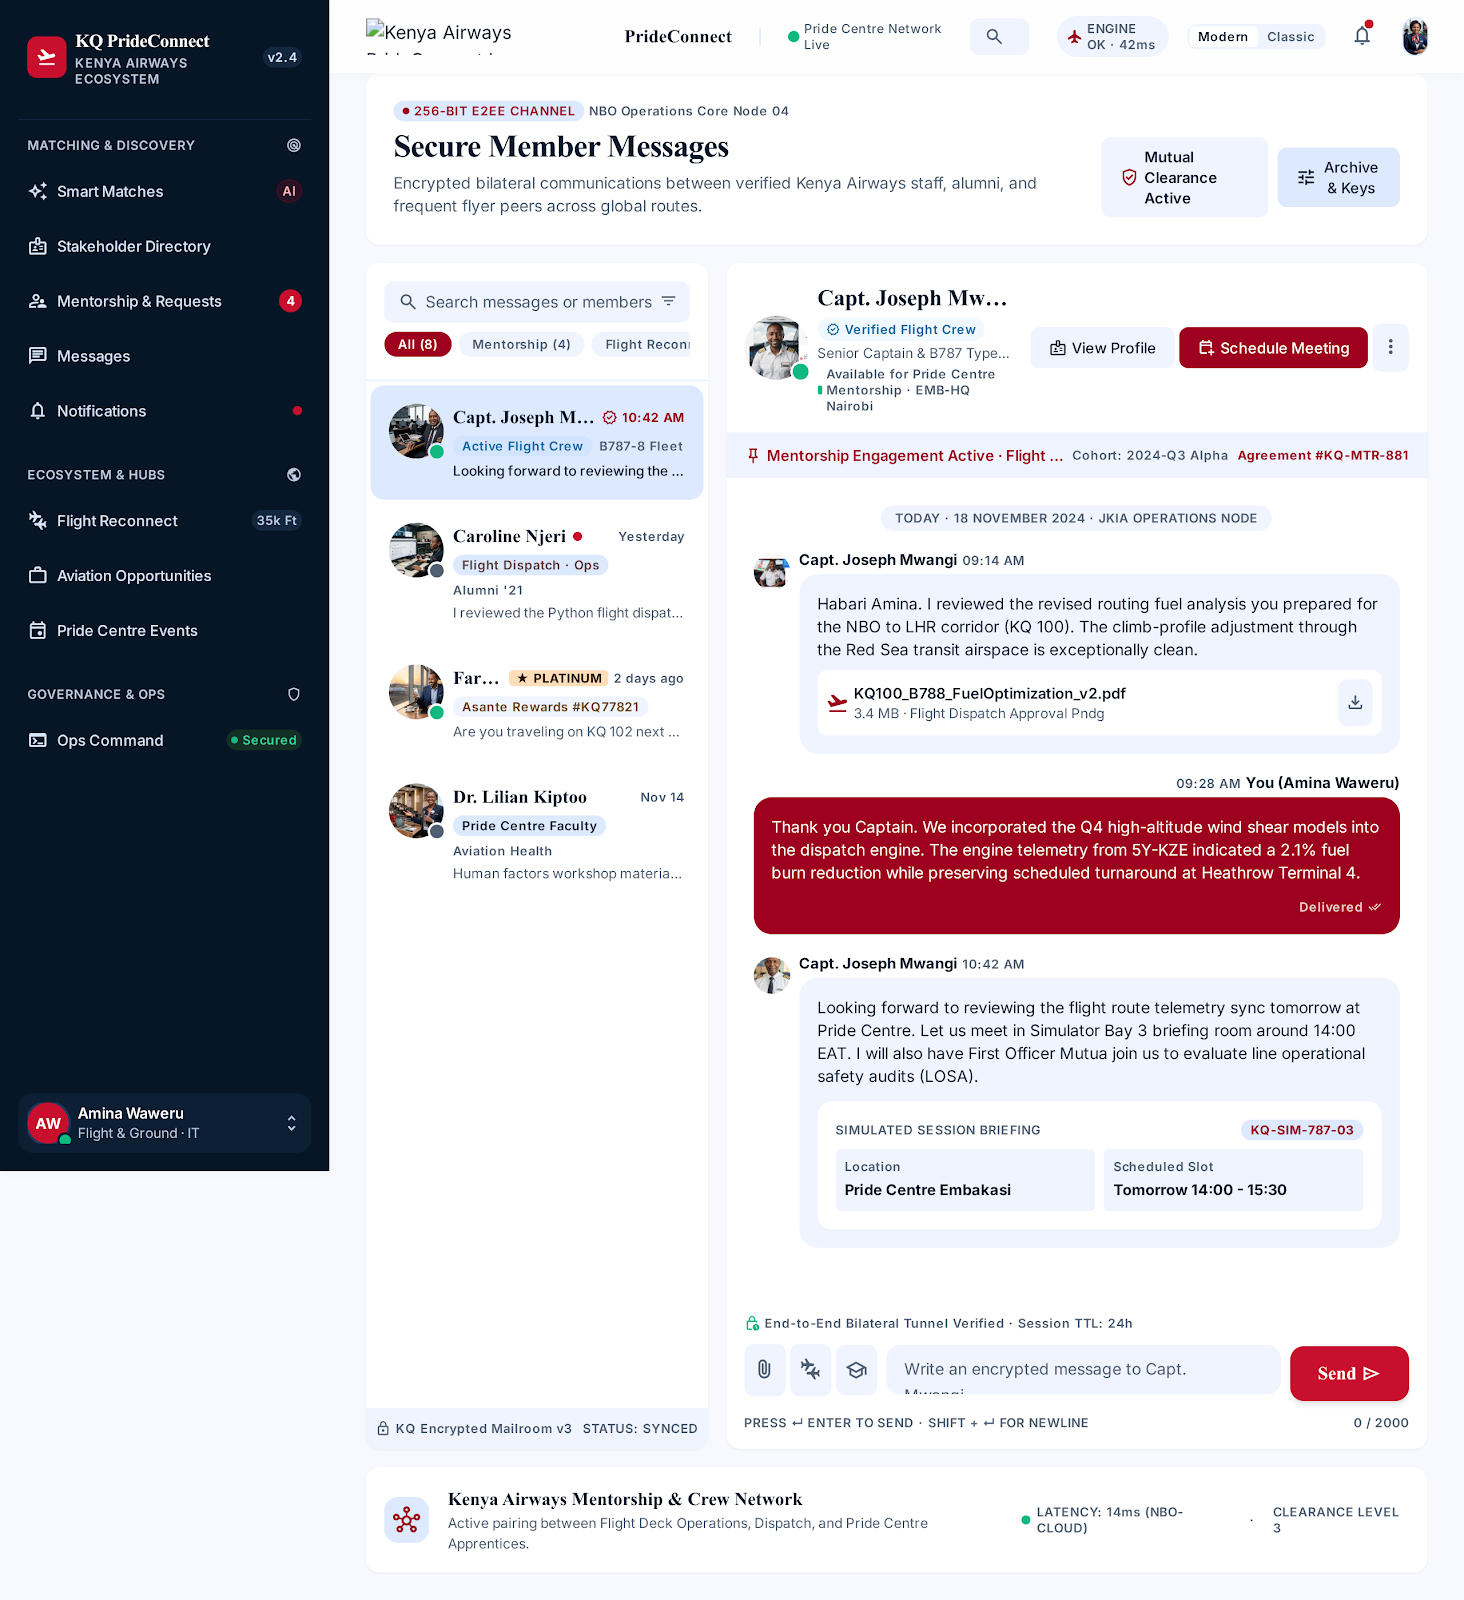 KQ PrideConnect
KENYA AIRWAYS
ECOSYSTEM
v2.4
MATCHING & DISCOVERY
Smart Matches
AI
Stakeholder Directory
Mentorship & Requests
4
Messages
Notifications
ECOSYSTEM & HUBS
Flight Reconnect
35k Ft
Aviation Opportunities
Pride Centre Events
GOVERNANCE & OPS
Ops Command
Secured
AW
Amina Waweru
Flight & Ground · IT
Kenya Airways
PrideConnect
Pride Centre Network
Live
ENGINE
OK · 42ms
Modern
Classic
256-BIT E2EE CHANNEL
NBO Operations Core Node 04
Secure Member Messages
Encrypted bilateral communications between verified Kenya Airways staff, alumni, and
frequent flyer peers across global routes.
Mutual
Clearance
Active
Archive
& Keys
Search messages or members
All (8)
Mentorship (4)
Flight Recon
Capt. Joseph M...
10:42 AM
Active Flight Crew
B787-8 Fleet
Looking forward to reviewing the ...
Caroline Njeri
Yesterday
Flight Dispatch · Ops
Alumni '21
I reviewed the Python flight dispat...
Far...
★ PLATINUM
2 days ago
Asante Rewards #KQ77821
Are you traveling on KQ 102 next ...
Dr. Lilian Kiptoo
Nov 14
Pride Centre Faculty
Aviation Health
Human factors workshop materia...
KQ Encrypted Mailroom v3
STATUS: SYNCED
Capt. Joseph Mw...
Verified Flight Crew
Senior Captain & B787 Type...
Available for Pride Centre
Mentorship · EMB-HQ
Nairobi
View Profile
Schedule Meeting
Mentorship Engagement Active · Flight ...
Cohort: 2024-Q3 Alpha
Agreement #KQ-MTR-881
TODAY · 18 NOVEMBER 2024 · JKIA OPERATIONS NODE
Capt. Joseph Mwangi 09:14 AM
Habari Amina. I reviewed the revised routing fuel analysis you prepared for
the NBO to LHR corridor (KQ 100). The climb-profile adjustment through
the Red Sea transit airspace is exceptionally clean.
KQ100_B788_FuelOptimization_v2.pdf
3.4 MB · Flight Dispatch Approval Pndg
09:28 AM You (Amina Waweru)
Thank you Captain. We incorporated the Q4 high-altitude wind shear models into
the dispatch engine. The engine telemetry from 5Y-KZE indicated a 2.1% fuel
burn reduction while preserving scheduled turnaround at Heathrow Terminal 4.
Delivered
Capt. Joseph Mwangi 10:42 AM
Looking forward to reviewing the flight route telemetry sync tomorrow at
Pride Centre. Let us meet in Simulator Bay 3 briefing room around 14:00
EAT. I will also have First Officer Mutua join us to evaluate line operational
safety audits (LOSA).
SIMULATED SESSION BRIEFING
KQ-SIM-787-03
Location
Pride Centre Embakasi
Scheduled Slot
Tomorrow 14:00 - 15:30
End-to-End Bilateral Tunnel Verified · Session TTL: 24h
Write an encrypted message to Capt.
Mwangi
Send
PRESS ↵ ENTER TO SEND · SHIFT + ↵ FOR NEWLINE
0 / 2000
Kenya Airways Mentorship & Crew Network
Active pairing between Flight Deck Operations, Dispatch, and Pride Centre
Apprentices.
LATENCY: 14ms (NBO-
CLOUD)
·
CLEARANCE LEVEL
3